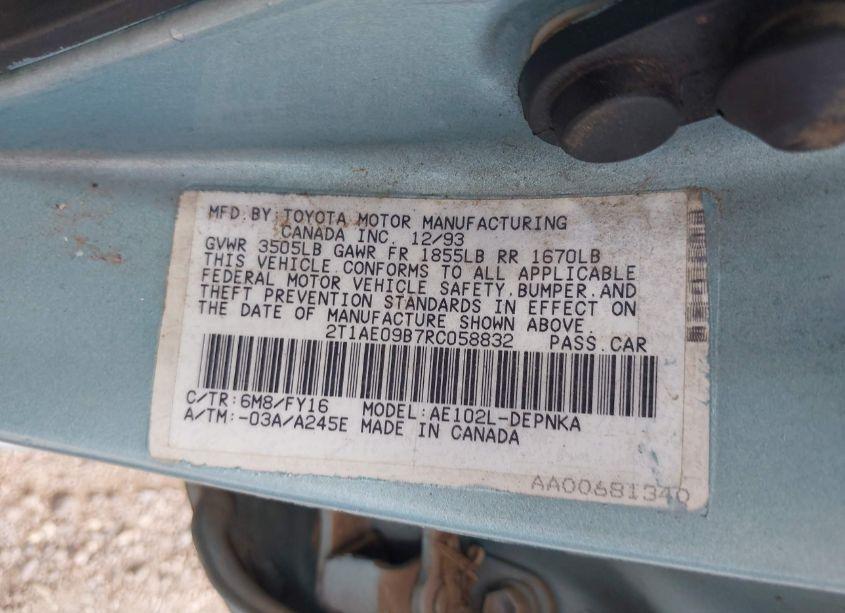 MFD.BY:TOYOTA MOTOR MANUFACTURING
CANADA INC. 12/93
GVWR 3505LB GAWR FR 1855LB RR 1670LB
THIS VEHICLE CONFORMS TO ALL APPLICABLE
FEDERAL MOTOR VEHICLE SAFETY,BUMPER,AND
THEFT PREVENTION STANDARDS IN EFFECT ON
THE DATE OF MANUFACTURE SHOWN ABOVE.
2T1AE09B7RC058832 PASS.CAR
C/TR:6M8/FY16 MODEL:AE102L-DEPNKA
A/TM:-03A/A245E MADE IN CANADA
AA00681340